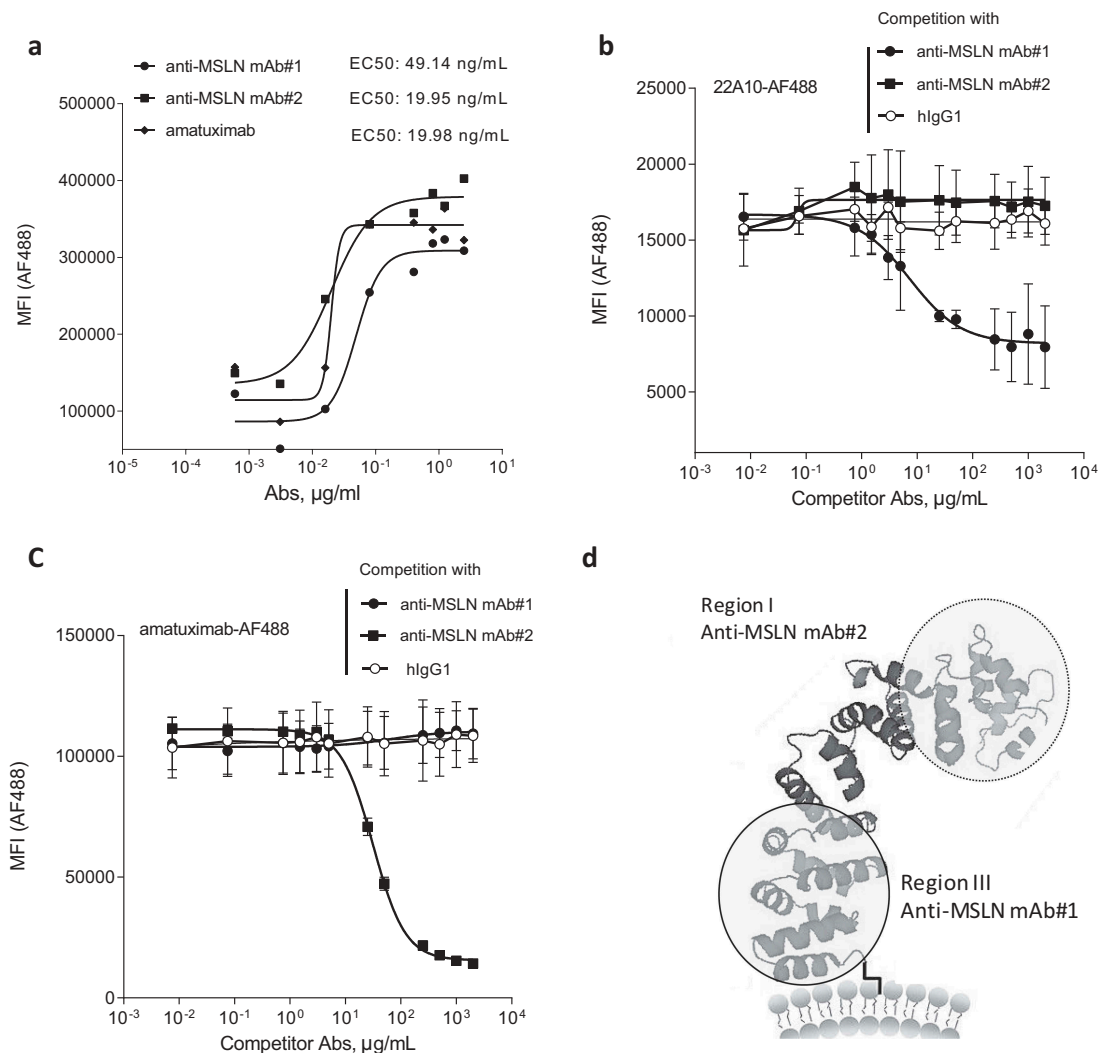 a
anti-MSLN mAb#1 EC50: 49.14 ng/mL
anti-MSLN mAb#2 EC50: 19.95 ng/mL
amatuximab EC50: 19.98 ng/mL
500000
400000
300000
200000
100000
MFI (AF488)
10-5 10-4 10-3 10-2 10-1 100 101
Abs, µg/ml
b
Competition with
anti-MSLN mAb#1
anti-MSLN mAb#2
hIgG1
22A10-AF488
25000
20000
15000
10000
5000
MFI (AF488)
10-3 10-2 10-1 100 101 102 103 104
Competitor Abs, µg/mL
C
Competition with
anti-MSLN mAb#1
anti-MSLN mAb#2
hIgG1
amatuximab-AF488
150000
100000
50000
0
MFI (AF488)
10-3 10-2 10-1 100 101 102 103 104
Competitor Abs, µg/mL
d
Region I
Anti-MSLN mAb#2
Region III
Anti-MSLN mAb#1